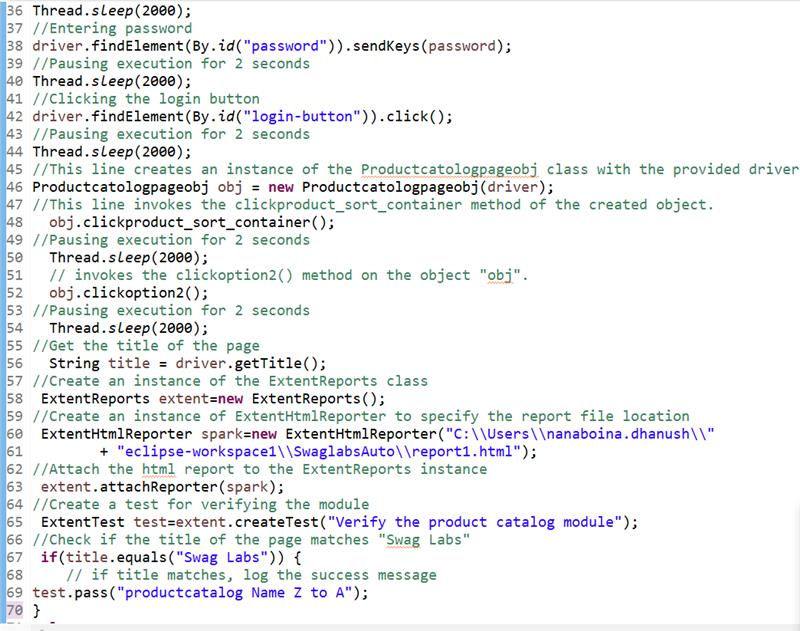 36 Thread.sleep(2000);
37 //Entering password
38 driver.findElement(By.id("password")).sendKeys(password);
39 //Pausing execution for 2 seconds
40 Thread.sleep(2000);
41 //Clicking the login button
42 driver.findElement(By.id("login-button")).click();
43 //Pausing execution for 2 seconds
44 Thread.sleep(2000);
45 //This line creates an instance of the Productcatologpageobj class with the provided driver
46 Productcatologpageobj obj = new Productcatologpageobj(driver);
47 //This line invokes the clickproduct_sort_container method of the created object.
48 obj.clickproduct_sort_container();
49 //Pausing execution for 2 seconds
50 Thread.sleep(2000);
51 // invokes the clickoption2() method on the object "obj".
52 obj.clickoption2();
53 //Pausing execution for 2 seconds
54 Thread.sleep(2000);
55 //Get the title of the page
56 String title = driver.getTitle();
57 //Create an instance of the ExtentReports class
58 ExtentReports extent=new ExtentReports();
59 //Create an instance of ExtentHtmlReporter to specify the report file location
60 ExtentHtmlReporter spark=new ExtentHtmlReporter("C:\\Users\\nanaboina.dhanush\\"
61 + "eclipse-workspace1\\SwaglabsAuto\\report1.html");
62 //Attach the html report to the ExtentReports instance
63 extent.attachReporter(spark);
64 //Create a test for verifying the module
65 ExtentTest test=extent.createTest("Verify the product catalog module");
66 //Check if the title of the page matches "Swag Labs"
67 if(title.equals("Swag Labs")) {
68 // if title matches, log the success message
69 test.pass("productcatalog Name Z to A");
70 }